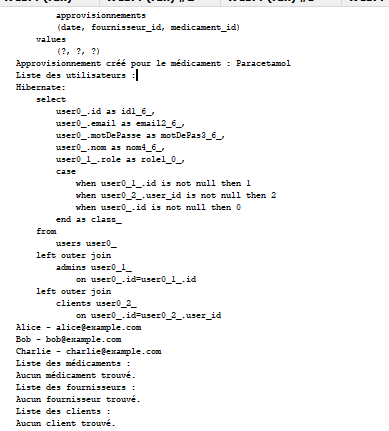 approvisionnements
(date, fournisseur_id, medicament_id)
values
(?, ?, ?)
Approvisionnement créé pour le médicament : Paracetamol
Liste des utilisateurs :
Hibernate:
select
user0_.id as id1_6_,
user0_.email as email2_6_,
user0_.motDePasse as motDePas3_6_,
user0_.nom as nom4_6_,
user0_1_.role as role1_0_,
case
when user0_1_.id is not null then 1
when user0_2_.user_id is not null then 2
when user0_.id is not null then 0
end as class_
from
users user0_
left outer join
admins user0_1_
on user0_.id=user0_1_.id
left outer join
clients user0_2_
on user0_.id=user0_2_.user_id
Alice - alice@example.com
Bob - bob@example.com
Charlie - charlie@example.com
Liste des médicaments :
Aucun médicament trouvé.
Liste des fournisseurs :
Aucun fournisseur trouvé.
Liste des clients :
Aucun client trouvé.